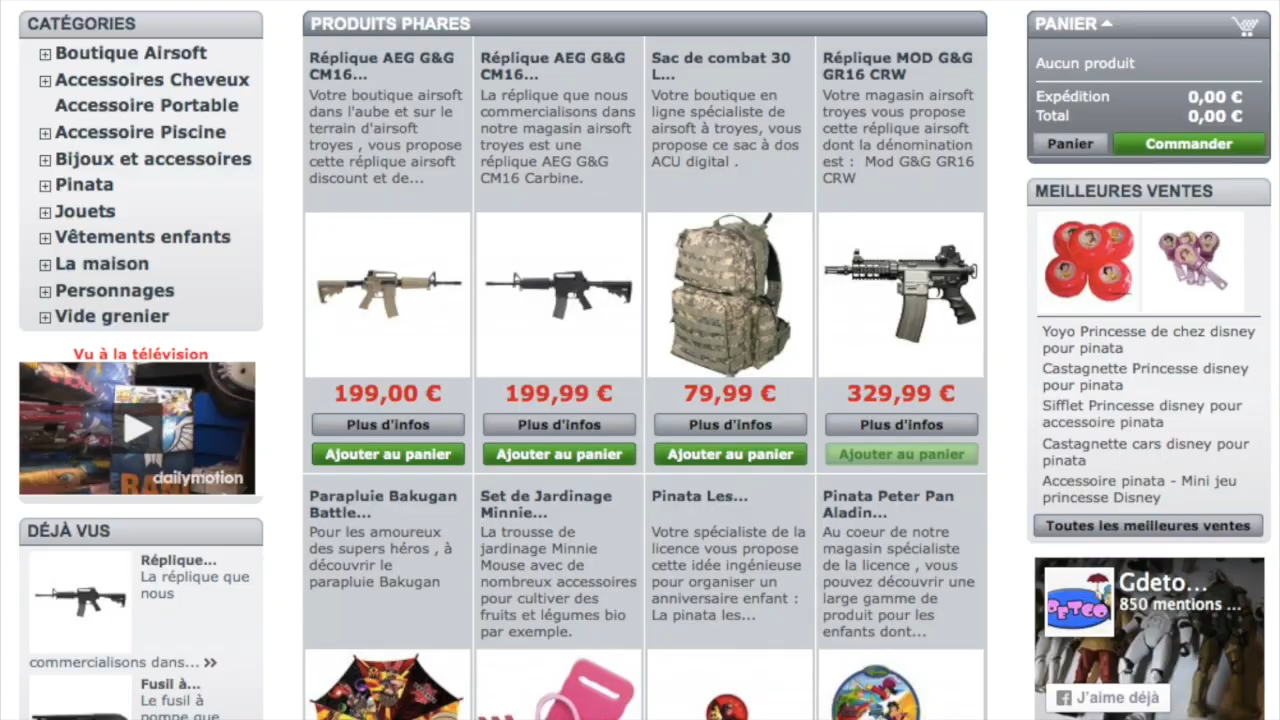 CATÉGORIES
Boutique Airsoft
Accessoires Cheveux
Accessoire Portable
Accessoire Piscine
Bijoux et accessoires
Pinata
Jouets
Vêtements enfants
La maison
Personnages
Vide grenier
Vu à la télévision
dailymotion
DÉJÀ VUS
Réplique...
La réplique que
nous
commercialisons dans... »
Fusil à...
Le fusil à
pompe que
PRODUITS PHARES
Réplique AEG G&G
CM16...
Votre boutique airsoft
dans l'aube et sur le
terrain d'airsoft
troyes , vous propose
cette réplique airsoft
discount et de...
199,00 €
Plus d'infos
Ajouter au panier
Réplique AEG G&G
CM16...
La réplique que nous
commercialisons dans
notre magasin airsoft
troyes est une
réplique AEG G&G
CM16 Carbine.
199,99 €
Plus d'infos
Ajouter au panier
Sac de combat 30
L...
Votre boutique en
ligne spécialiste de
airsoft à troyes, vous
propose ce sac à dos
ACU digital .
79,99 €
Plus d'infos
Ajouter au panier
Réplique MOD G&G
GR16 CRW
Votre magasin airsoft
troyes vous propose
cette réplique airsoft
dont la dénomination
est : Mod G&G GR16
CRW
329,99 €
Plus d'infos
Ajouter au panier
Parapluie Bakugan
Battle...
Pour les amoureux
des supers héros , à
découvrir le
parapluie Bakugan
Set de Jardinage
Minnie...
La trousse de
jardinage Minnie
Mouse avec de
nombreux accessoires
pour cultiver des
fruits et légumes bio
par exemple.
Pinata Les...
Votre spécialiste de la
licence vous propose
cette idée ingénieuse
pour organiser un
anniversaire enfant :
La pinata les...
Pinata Peter Pan
Aladin...
Au coeur de notre
magasin spécialiste
de la licence , vous
pouvez découvrir une
large gamme de
produit pour les
enfants dont...
PANIER
Aucun produit
Expédition 0,00 €
Total 0,00 €
Panier Commander
MEILLEURES VENTES
Yoyo Princesse de chez disney
pour pinata
Castagnette Princesse disney
pour pinata
Sifflet Princesse disney pour
accessoire pinata
Castagnette cars disney pour
pinata
Accessoire pinata - Mini jeu
princesse Disney
Toutes les meilleures ventes
Gdeto...
850 mentions ...
J'aime déjà